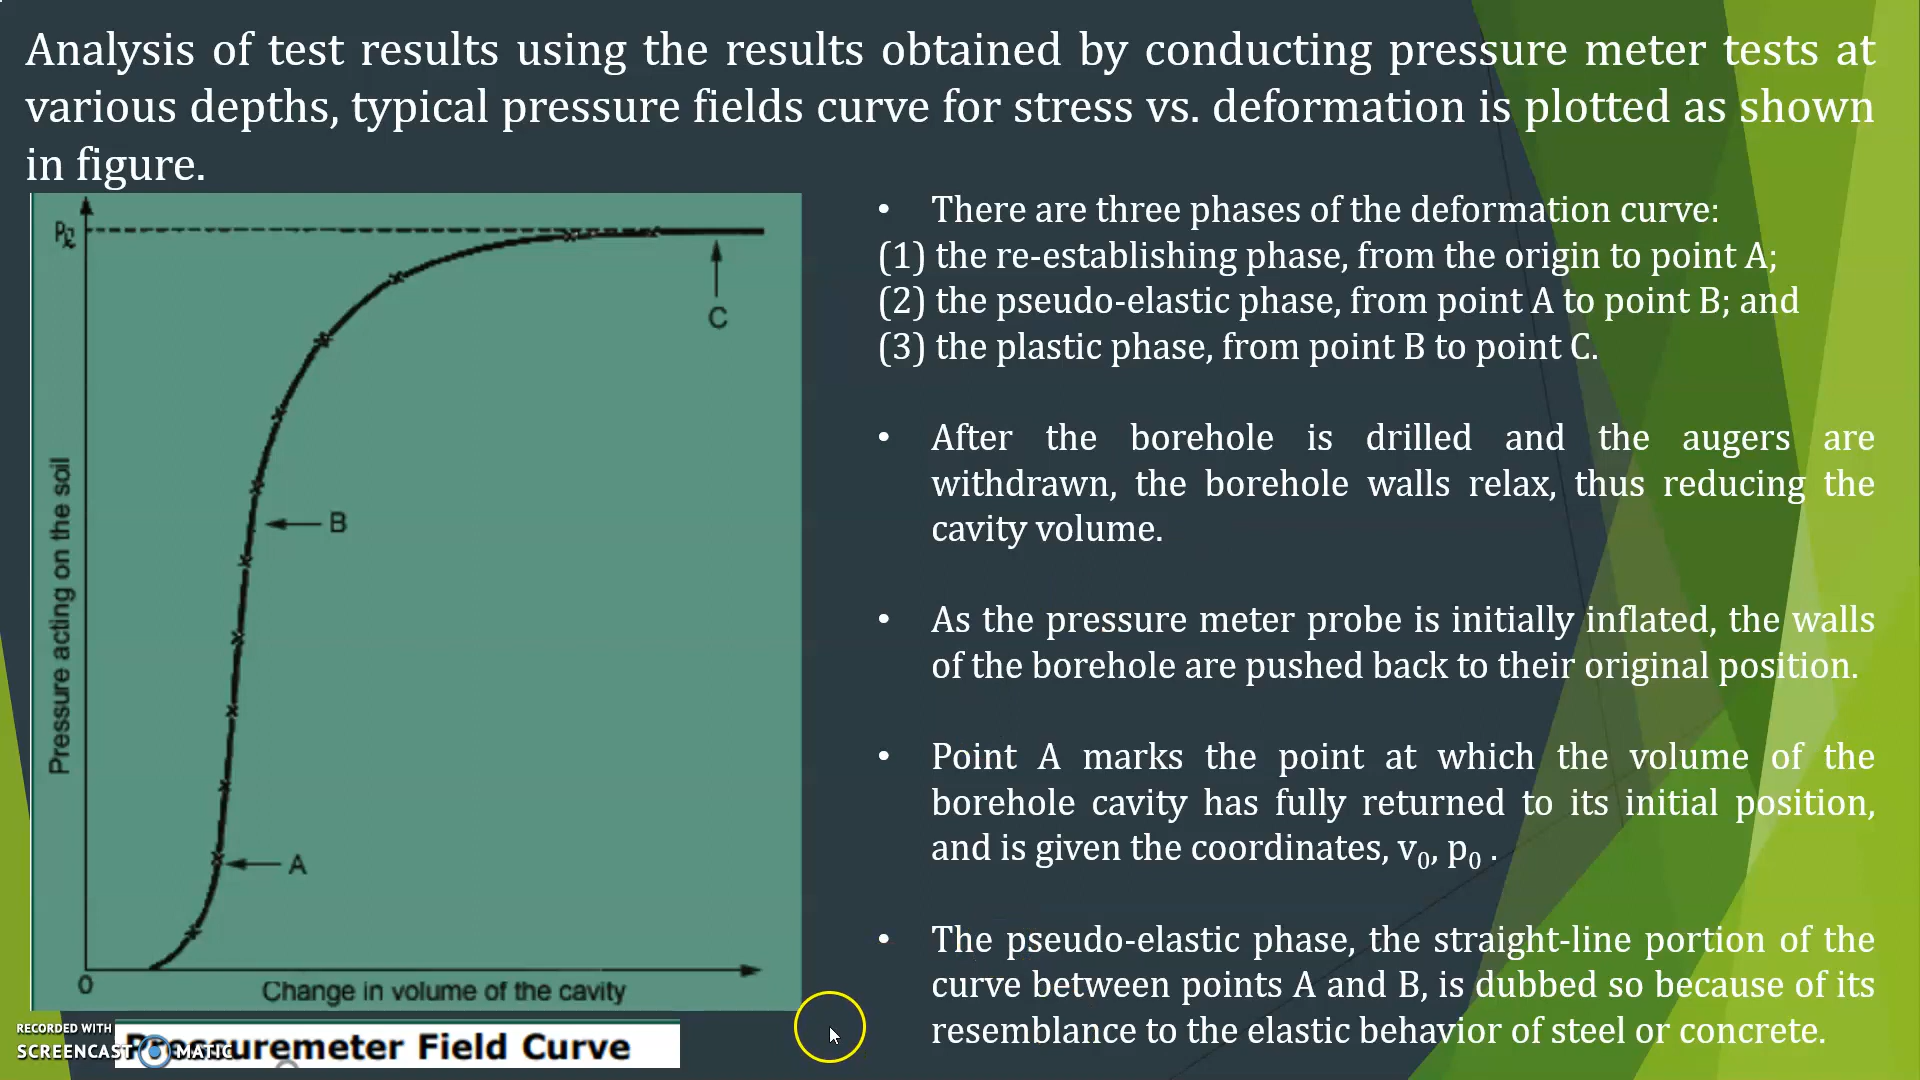 Analysis of test results using the results obtained by conducting pressure meter tests at
various depths, typical pressure fields curve for stress vs. deformation is plotted as shown
in figure.
C
B
A
0
Pressure acting on the soil
Change in volume of the cavity
Pressuremeter Field Curve
RECORDED WITH
SCREENCAST MATIC
• There are three phases of the deformation curve:
(1) the re-establishing phase, from the origin to point A;
(2) the pseudo-elastic phase, from point A to point B; and
(3) the plastic phase, from point B to point C.
• After the borehole is drilled and the augers are
withdrawn, the borehole walls relax, thus reducing the
cavity volume.
• As the pressure meter probe is initially inflated, the walls
of the borehole are pushed back to their original position.
• Point A marks the point at which the volume of the
borehole cavity has fully returned to its initial position,
and is given the coordinates, v₀, p₀ .
• The pseudo-elastic phase, the straight-line portion of the
curve between points A and B, is dubbed so because of its
resemblance to the elastic behavior of steel or concrete.